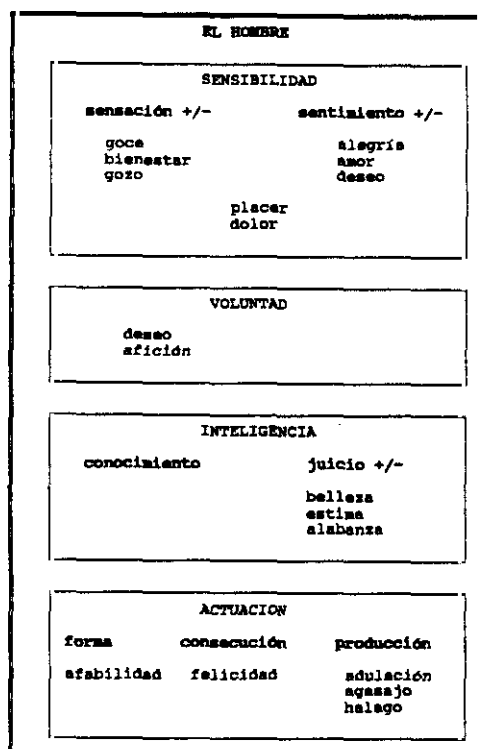 EL HOMBRE
SENSIBILIDAD
sensación +/- sentimiento +/-
goce alegría
bienestar amor
gozo deseo
placer
dolor
VOLUNTAD
deseo
afición
INTELIGENCIA
conocimiento juicio +/-
belleza
estima
alabanza
ACTUACION
forma consecución producción
afabilidad felicidad adulación
agasajo
halago